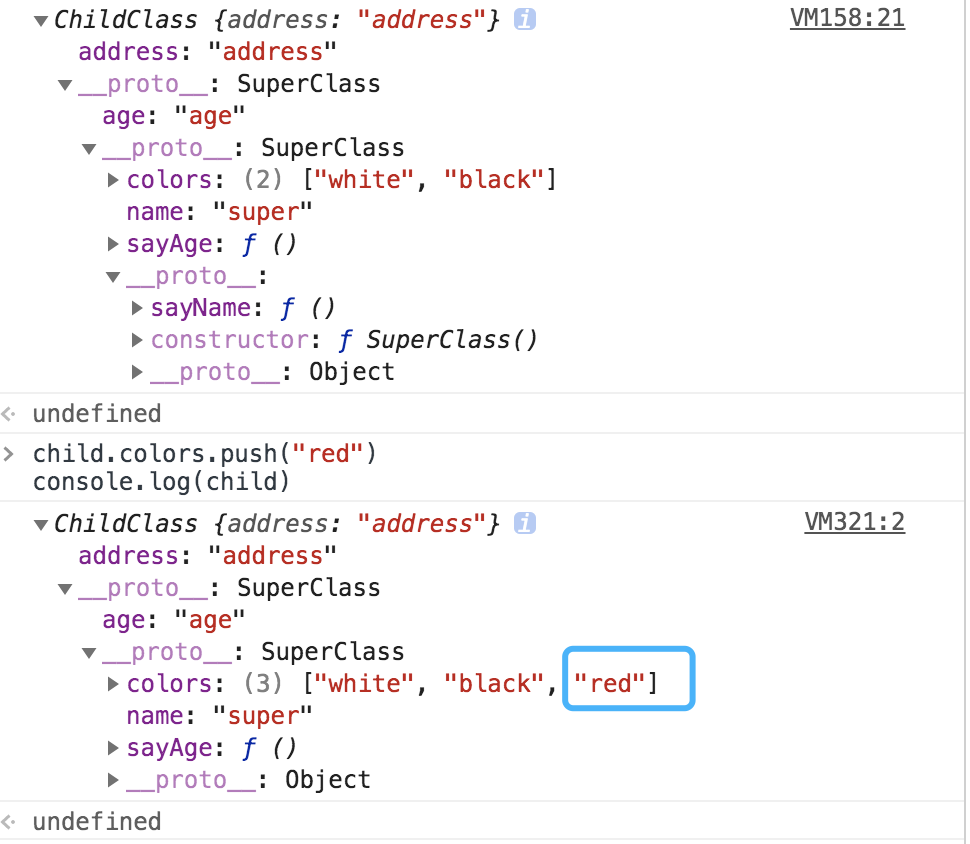 ChildClass {address: "address"} i VM158:21
address: "address"
__proto__: SuperClass
age: "age"
__proto__: SuperClass
colors: (2) ["white", "black"]
name: "super"
sayAge: ƒ ()
__proto__:
sayName: ƒ ()
constructor: ƒ SuperClass()
__proto__: Object
undefined
child.colors.push("red")
console.log(child)
ChildClass {address: "address"} i VM321:2
address: "address"
__proto__: SuperClass
age: "age"
__proto__: SuperClass
colors: (3) ["white", "black", "red"]
name: "super"
sayAge: ƒ ()
__proto__: Object
undefined